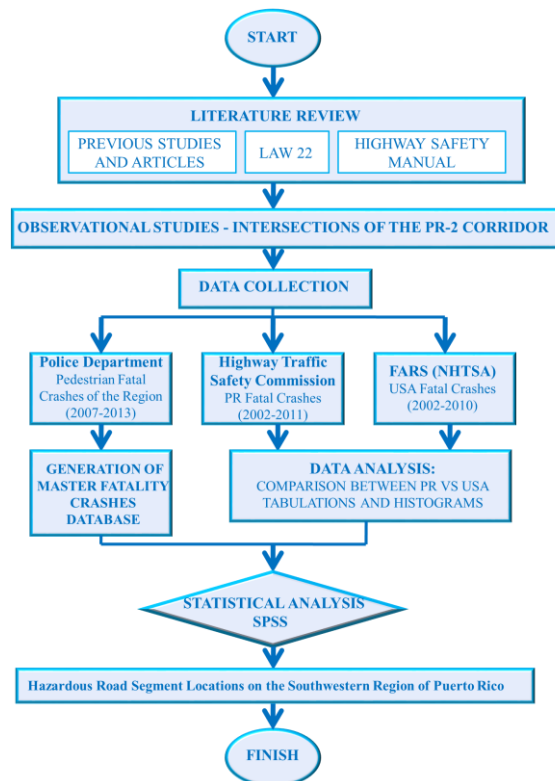 START
LITERATURE REVIEW
PREVIOUS STUDIES
AND ARTICLES
LAW 22
HIGHWAY SAFETY
MANUAL
OBSERVATIONAL STUDIES - INTERSECTIONS OF THE PR-2 CORRIDOR
DATA COLLECTION
Police Department
Pedestrian Fatal
Crashes of the Region
(2007-2013)
Highway Traffic
Safety Commission
PR Fatal Crashes
(2002-2011)
FARS (NHTSA)
USA Fatal Crashes
(2002-2010)
GENERATION OF
MASTER FATALITY
CRASHES
DATABASE
DATA ANALYSIS:
COMPARISON BETWEEN PR VS USA
TABULATIONS AND HISTOGRAMS
STATISTICAL ANALYSIS
SPSS
Hazardous Road Segment Locations on the Southwestern Region of Puerto Rico
FINISH